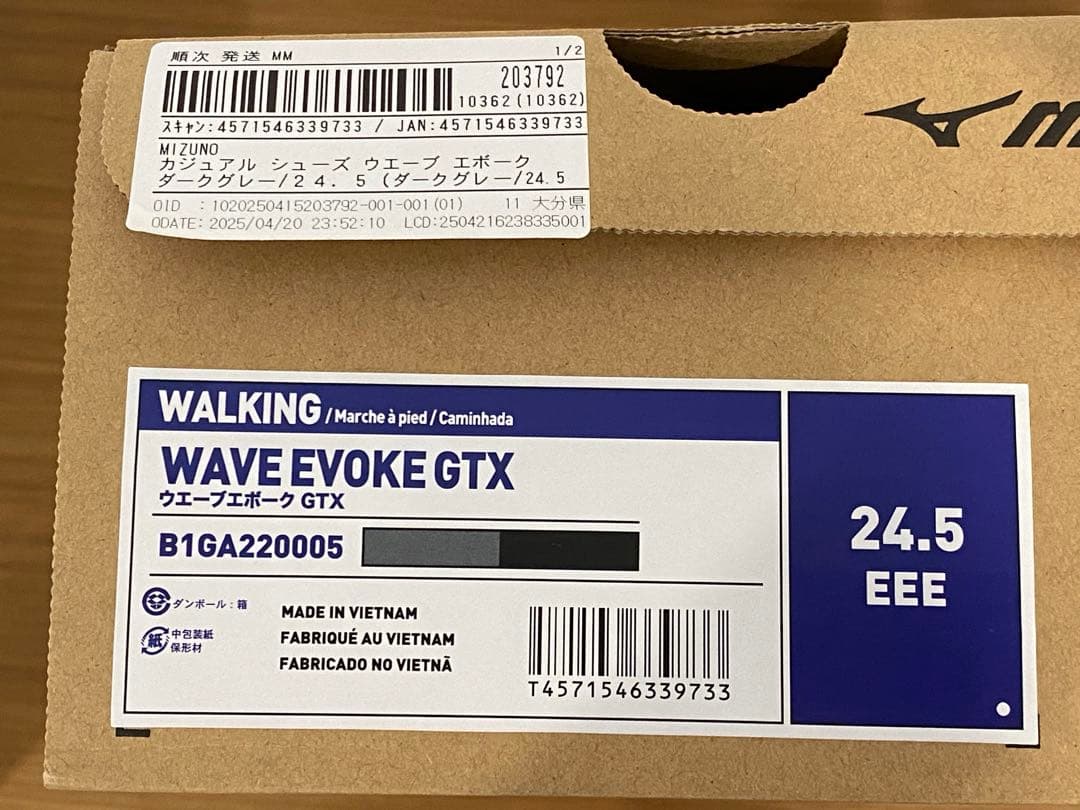 順次 発送 MM
1/2
203792
10362(10362)
スキャン:4571546339733 / JAN:4571546339733
MIZUNO
カジュアル シューズ ウエーブ エボーク
ダークグレー/24.5 (ダークグレー/24.5
OID :1020250415203792-001-001(01) 11 大分県
ODATE: 2025/04/20 23:52:10 LCD:2504216238335001
WALKING / Marche à pied / Caminhada
WAVE EVOKE GTX
ウエーブエボーク GTX
B1GA220005
24.5
EEE
ダンボール:箱
紙 中包装紙
保形材
MADE IN VIETNAM
FABRIQUÉ AU VIETNAM
FABRICADO NO VIETNÃ
T4571546339733